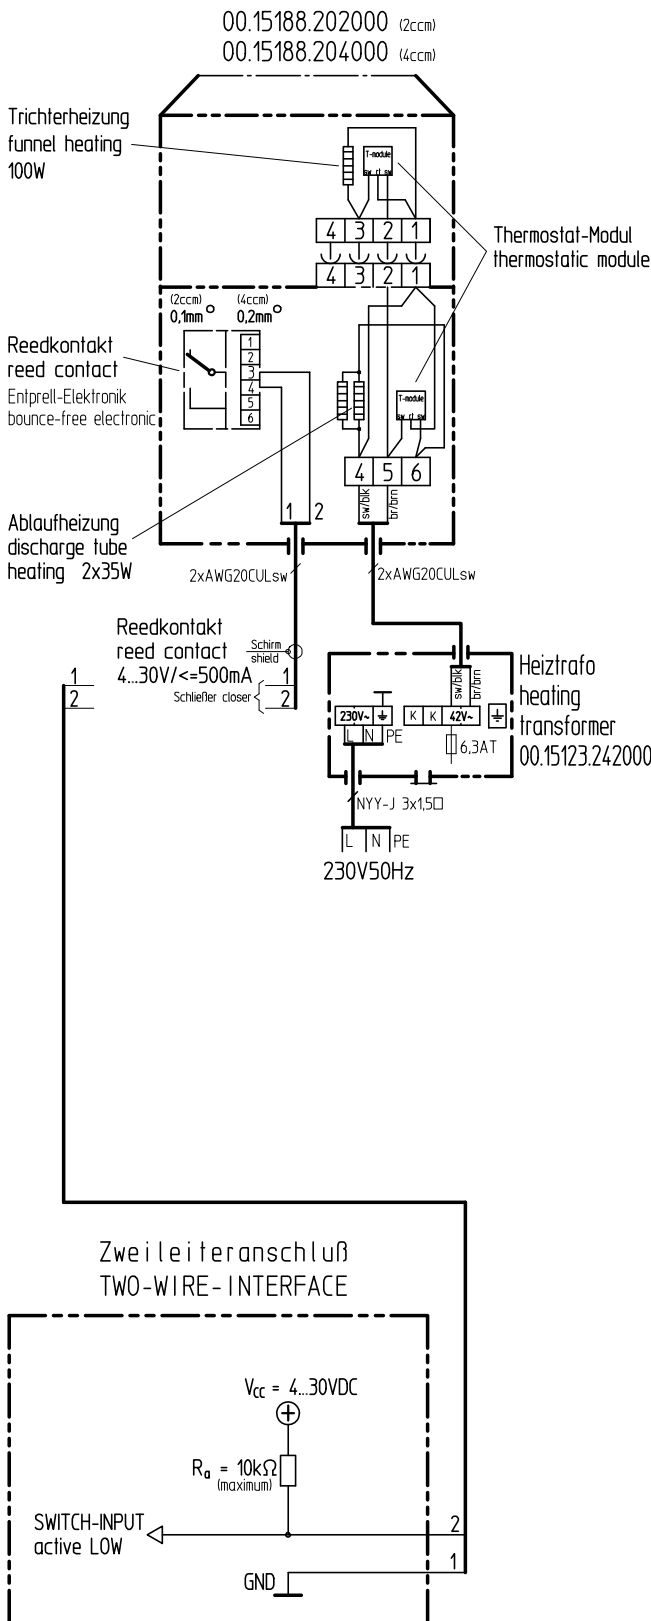 00.15188.202000 (2ccm)
00.15188.204000 (4ccm)
Trichterheizung
funnel heating
100W
T-module
sw rt sw
4 3 2 1
4 3 2 1
Thermostat-Modul
thermostatic module
(2ccm) (4ccm)
0,1mm° 0,2mm°
1
2
3
4
5
6
Reedkontakt
reed contact
Entprell-Elektronik
bounce-free electronic
T-module
sw rt sw
4 5 6
sw/blk br/brn
1 2
Ablaufheizung
discharge tube
heating 2x35W
2xAWG20CULsw
2xAWG20CULsw
Reedkontakt
reed contact
4...30V/<=500mA
Schirm
shield
1
2
Schließer closer
1
2
sw/blk br/brn
Heiztrafo
heating
transformer
00.15123.242000
230V~ K K 42V~
L N PE
6,3AT
NYY-J 3x1,5□
L N PE
230V50Hz
Zweileiteranschluß
TWO-WIRE-INTERFACE
Vcc = 4...30VDC
Ra = 10kΩ
(maximum)
SWITCH-INPUT
active LOW
2
1
GND